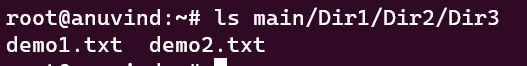 root@anuvind:~# ls main/Dir1/Dir2/Dir3
demo1.txt  demo2.txt